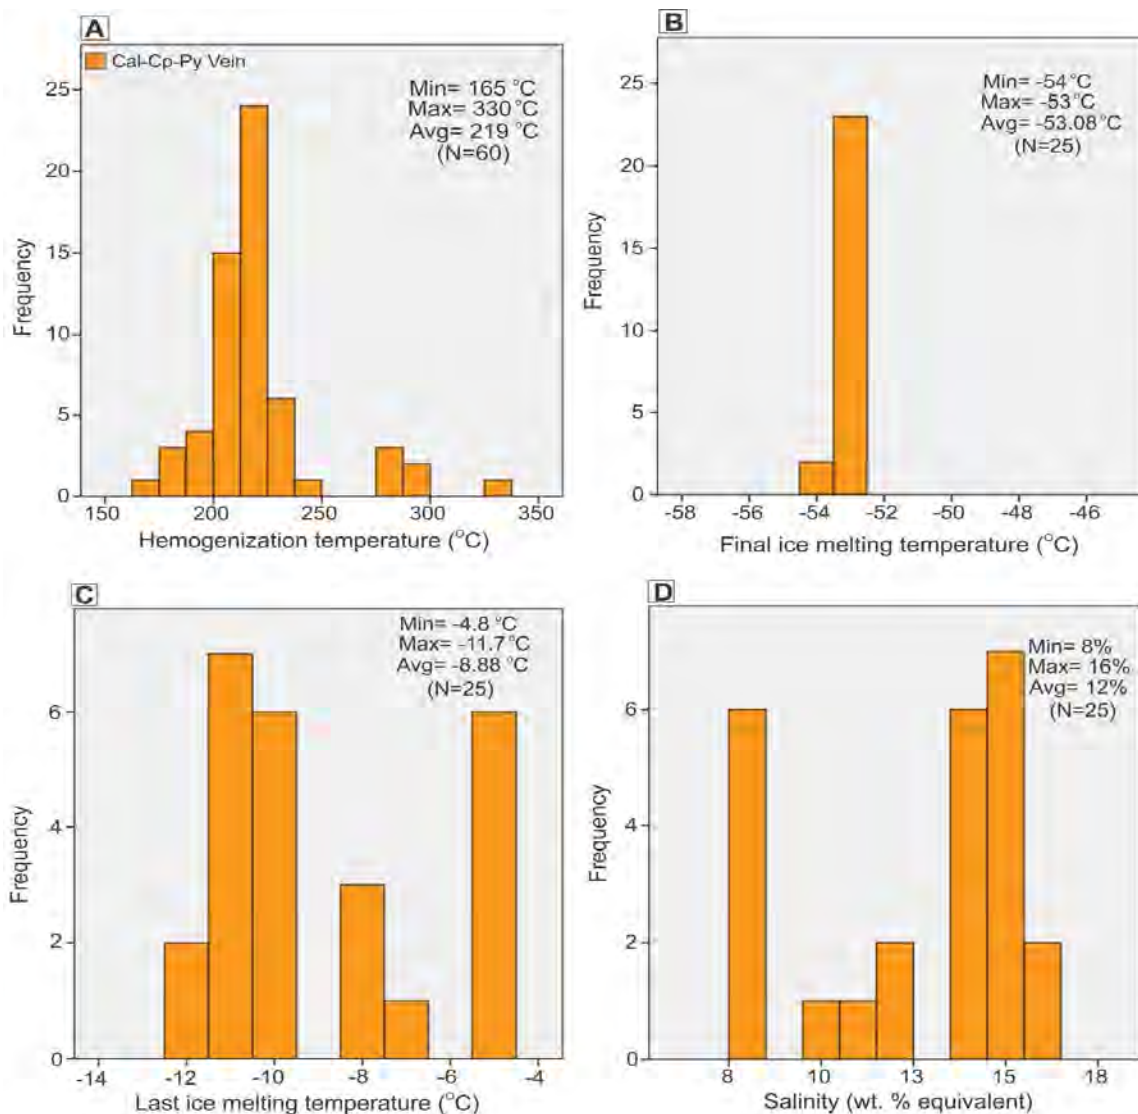 A
Cal-Cp-Py Vein
Min= 165 °C
Max= 330 °C
Avg= 219 °C
(N=60)
25
20
15
10
5
0
Frequency
150 200 250 300 350
Hemogenization temperature (°C)
B
Min= -54 °C
Max= -53 °C
Avg= -53.08 °C
(N=25)
25
20
15
10
5
0
Frequency
-58 -56 -54 -52 -50 -48 -46
Final ice melting temperature (°C)
C
Min= -4.8 °C
Max= -11.7 °C
Avg= -8.88 °C
(N=25)
6
4
2
0
Frequency
-14 -12 -10 -8 -6 -4
Last ice melting temperature (°C)
D
Min= 8%
Max= 16%
Avg= 12%
(N=25)
6
4
2
0
Frequency
8 10 13 15 18
Salinity (wt. % equivalent)